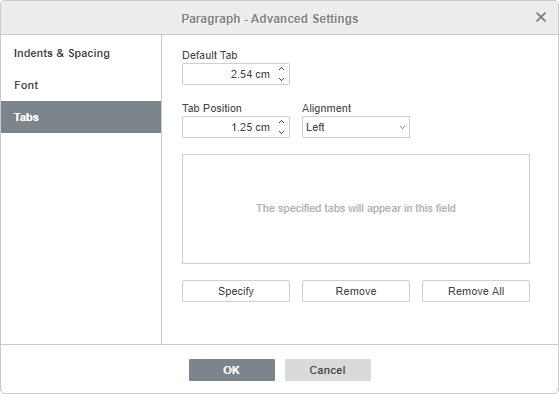 Paragraph - Advanced Settings
Indents & Spacing
Font
Tabs
Default Tab
2.54 cm
Tab Position
Alignment
1.25 cm
Left
The specified tabs will appear in this field
Specify
Remove
Remove All
OK
Cancel